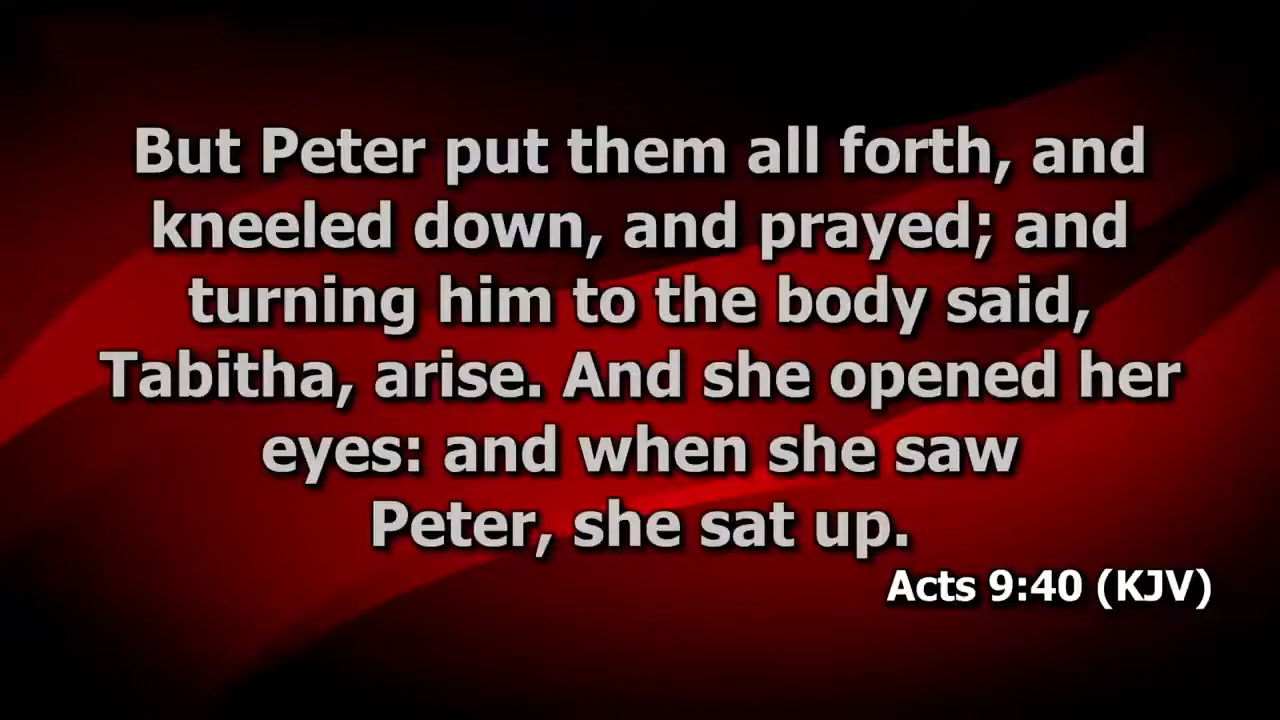 But Peter put them all forth, and
kneeled down, and prayed; and
turning him to the body said,
Tabitha, arise. And she opened her
eyes: and when she saw
Peter, she sat up.
Acts 9:40 (KJV)